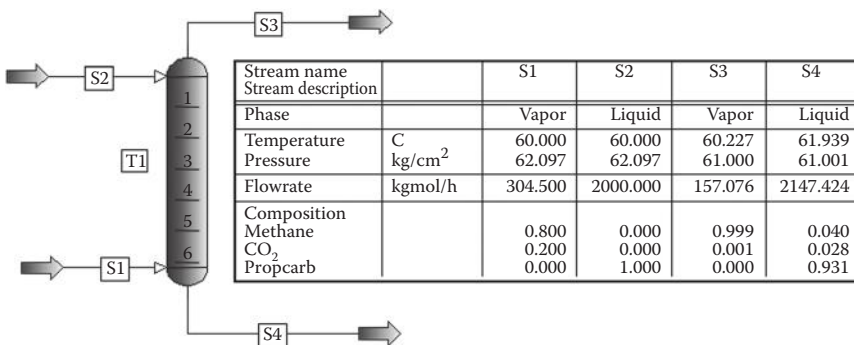 S3
S2
1
2
3
4
5
6
T1
S1
S4
Stream name S1 S2 S3 S4
Stream description
Phase Vapor Liquid Vapor Liquid
Temperature C 60.000 60.000 60.227 61.939
Pressure kg/cm² 62.097 62.097 61.000 61.001
Flowrate kgmol/h 304.500 2000.000 157.076 2147.424
Composition
Methane 0.800 0.000 0.999 0.040
CO₂ 0.200 0.000 0.001 0.028
Propcarb 0.000 1.000 0.000 0.931